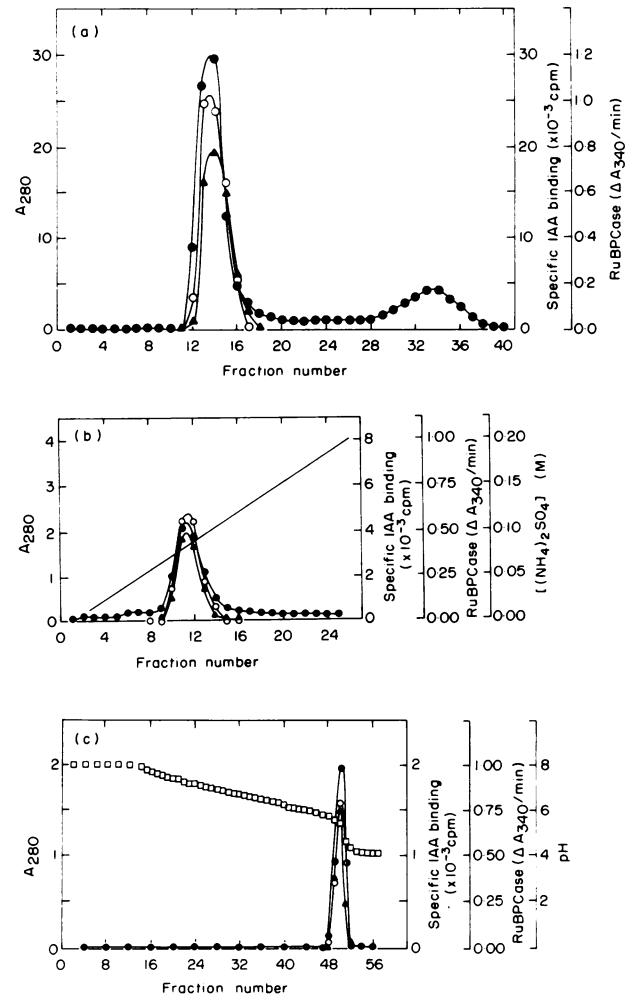 (a)
30
20
10
0
A280
30
20
10
0
Specific IAA binding (x10⁻³ cpm)
1·2
1·0
0·8
0·6
0·4
0·2
0·0
RuBPCase (Δ A340/min)
0 4 8 12 16 20 24 28 32 36 40
Fraction number
(b)
4
3
2
1
0
A280
8
6
4
2
0
Specific IAA binding
(x10⁻³ cpm)
1·00
0·75
0·50
0·25
0·00
RuBPCase (Δ A340/min)
0·20
0·15
0·10
0·05
0·00
[(NH4)2SO4] (M)
0 4 8 12 16 20 24
Fraction number
(c)
2
1
0
A280
2
1
0
Specific IAA binding
(x10⁻³ cpm)
1·00
0·75
0·50
0·25
0·00
RuBPCase (Δ A340/min)
8
6
4
2
pH
0 8 16 24 32 40 48 56
Fraction number